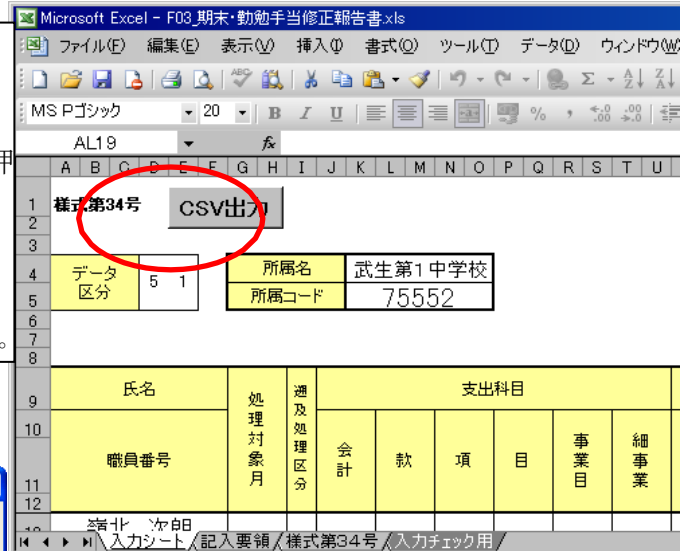 Microsoft Excel - F03_期末・勤勉手当修正報告書.xls
ファイル(F) 編集(E) 表示(V) 挿入(I) 書式(O) ツール(T) データ(D) ウィンドウ(W)
MS Pゴシック 20 B I U % ,
AL19 fx
押
A B C D E F G H I J K L M N O P Q R S T U
1 様式第34号 CSV出力
2
3
4 データ区分 5 1 所属名 武生第1中学校
5 所属コード 75552
6
7
。
8
9 氏名 処理対象月 遡及処理区分 支出科目
10
11 職員番号 会計 款 項 目 事業目 細事業
12
嶺北 次朗
入力シート / 記入要領 / 様式第34号 / 入力チェック用 /